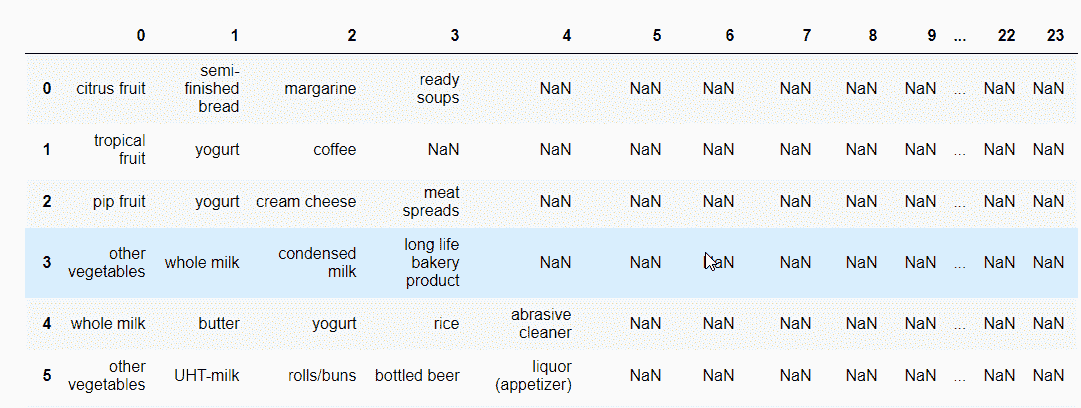 0 1 2 3 4 5 6 7 8 9 ... 22 23
0 citrus fruit semi-finished bread margarine ready soups NaN NaN NaN NaN NaN NaN ... NaN NaN
1 tropical fruit yogurt coffee NaN NaN NaN NaN NaN NaN NaN ... NaN NaN
2 pip fruit yogurt cream cheese meat spreads NaN NaN NaN NaN NaN NaN ... NaN NaN
3 other vegetables whole milk condensed milk long life bakery product NaN NaN NaN NaN NaN NaN ... NaN NaN
4 whole milk butter yogurt rice abrasive cleaner NaN NaN NaN NaN NaN ... NaN NaN
5 other vegetables UHT-milk rolls/buns bottled beer liquor (appetizer) NaN NaN NaN NaN NaN ... NaN NaN